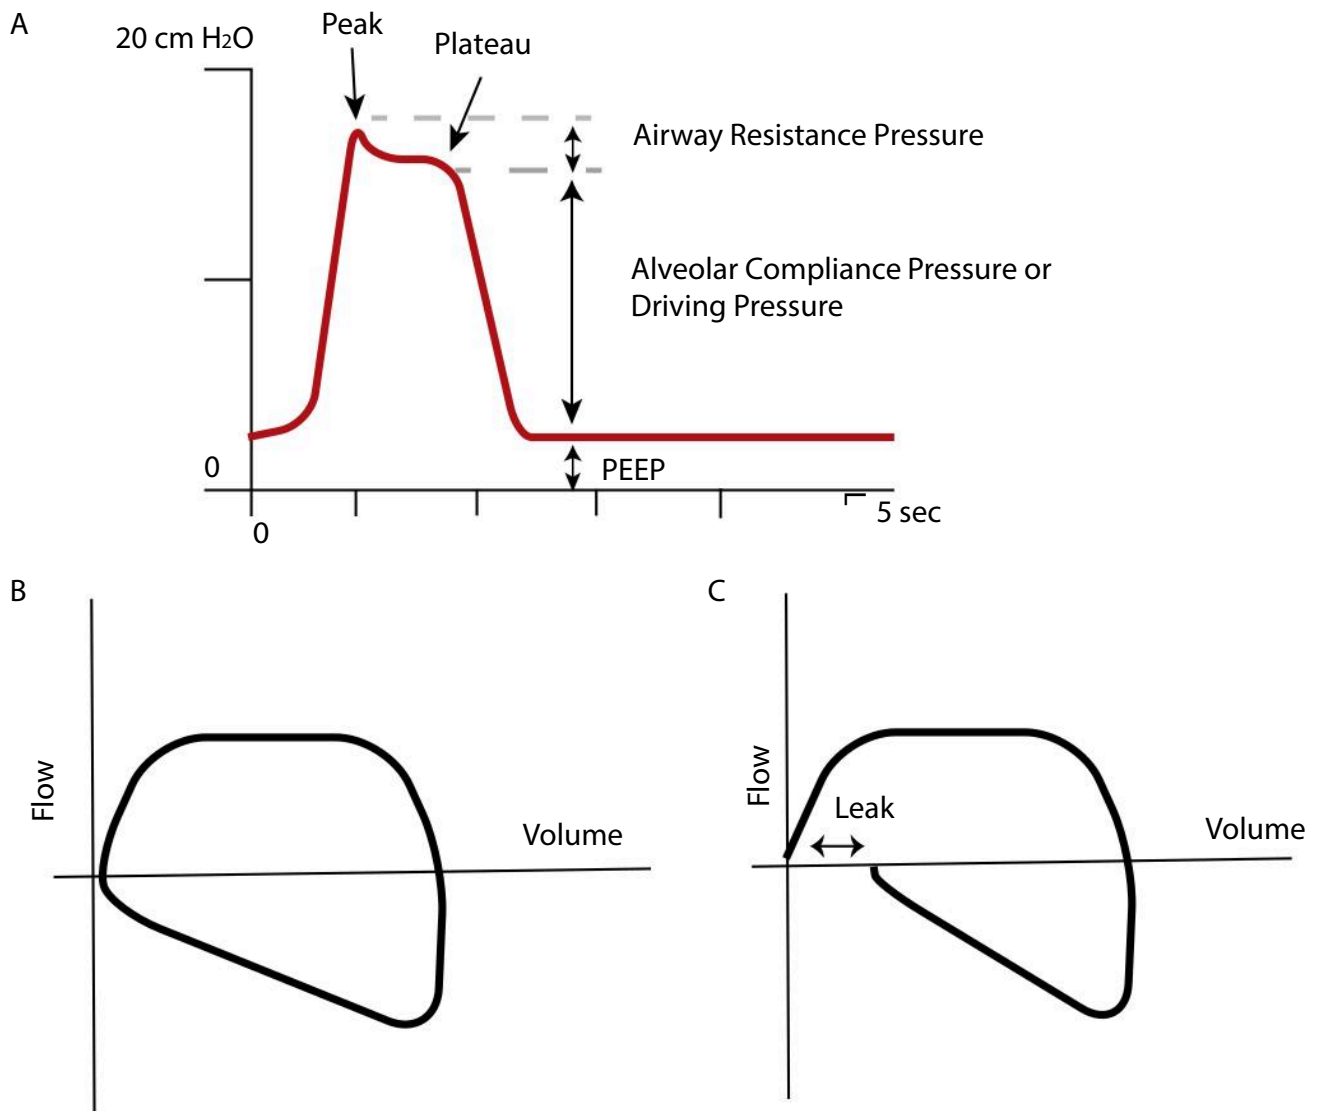 A
20 cm H2O
Peak
Plateau
Airway Resistance Pressure
Alveolar Compliance Pressure or
Driving Pressure
0
PEEP
5 sec
0
B
Flow
Volume
C
Flow
Leak
Volume